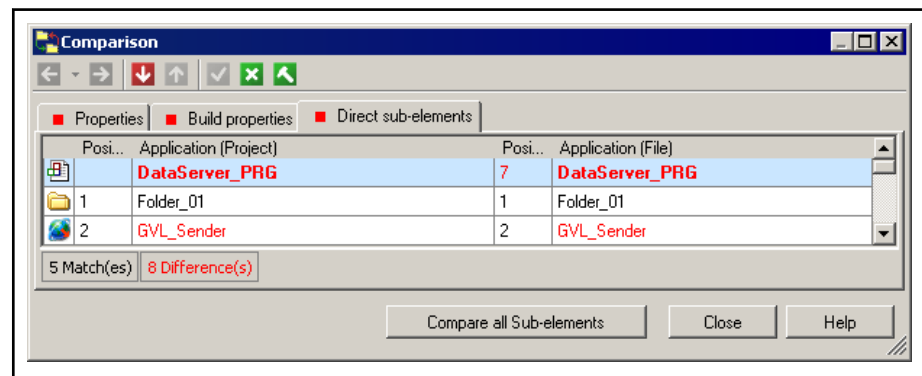 Comparison
Properties Build properties Direct sub-elements
Posi... Application (Project) Posi... Application (File)
DataServer_PRG 7 DataServer_PRG
1 Folder_01 1 Folder_01
2 GVL_Sender 2 GVL_Sender
5 Match(es) 8 Difference(s)
Compare all Sub-elements Close Help